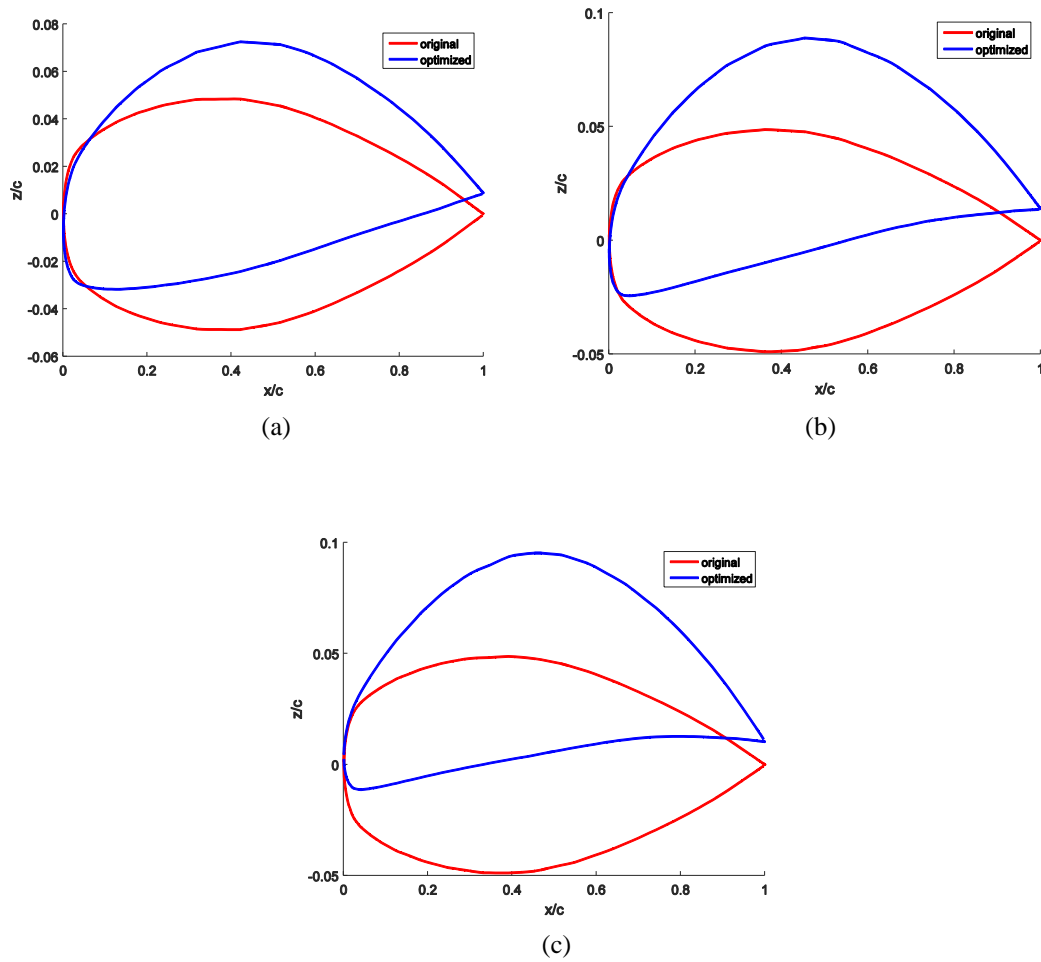 0.08
0.06
0.04
0.02
0
-0.02
-0.04
-0.06
z/c
0
0.2
0.4
0.6
0.8
1
x/c
original
optimized
(a)
0.1
0.05
0
-0.05
z/c
0
0.2
0.4
0.6
0.8
1
x/c
original
optimized
(b)
0.1
0.05
0
-0.05
z/c
0
0.2
0.4
0.6
0.8
1
x/c
original
optimized
(c)